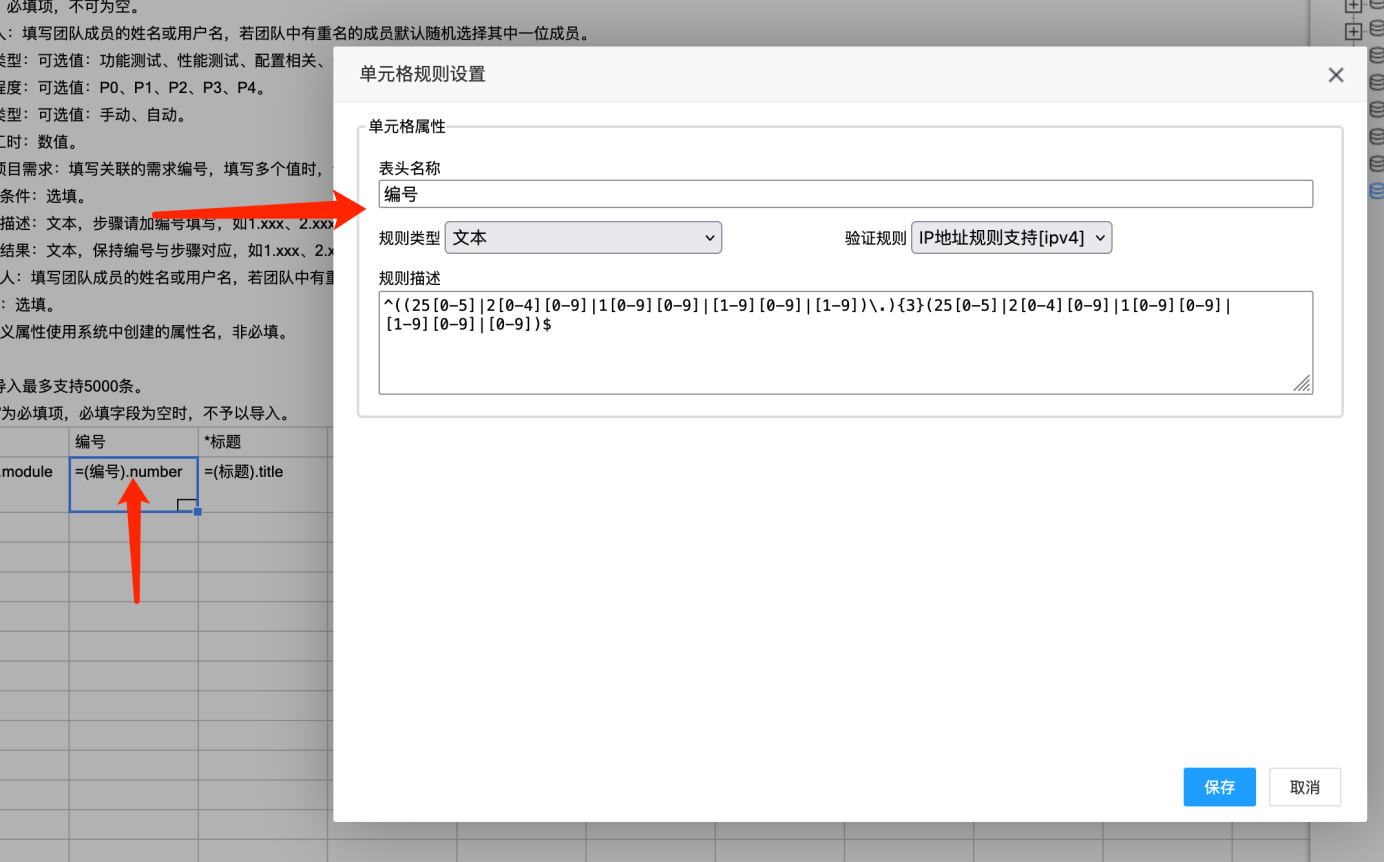 必填项，不可为空。
人：填写团队成员的姓名或用户名，若团队中有重名的成员默认随机选择其中一位成员。
类型：可选值：功能测试、性能测试、配置相关、
程度：可选值：P0、P1、P2、P3、P4。
类型：可选值：手动、自动。
工时：数值。
项目需求：填写关联的需求编号，填写多个值时，
条件：选填。
描述：文本，步骤请加编号填写，如1.xxx、2.xxx
结果：文本，保持编号与步骤对应，如1.xxx、2.x
人：填写团队成员的姓名或用户名，若团队中有重
：选填。
义属性使用系统中创建的属性名，非必填。
导入最多支持5000条。
为必填项，必填字段为空时，不予以导入。
编号 *标题
.module =(编号).number =(标题).title
单元格规则设置
单元格属性
表头名称
编号
规则类型 文本 验证规则 IP地址规则支持[ipv4]
规则描述
^((25[0-5]|2[0-4][0-9]|1[0-9][0-9]|[1-9][0-9]|[1-9])\.){3}(25[0-5]|2[0-4][0-9]|1[0-9][0-9]|
[1-9][0-9]|[0-9])$
保存 取消